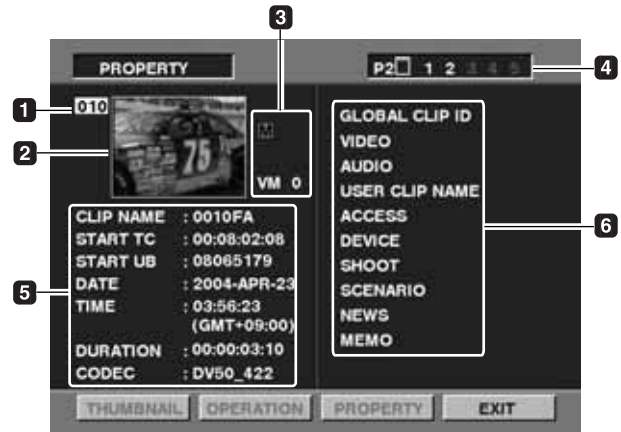 3
PROPERTY
P2 1 2 3 4 5
4
1
010
2
75
M
VM 0
GLOBAL CLIP ID
VIDEO
AUDIO
USER CLIP NAME
ACCESS
DEVICE
SHOOT
SCENARIO
NEWS
MEMO
6
5
CLIP NAME : 0010FA
START TC : 00:08:02:08
START UB : 08065179
DATE : 2004-APR-23
TIME : 03:56:23
(GMT+09:00)
DURATION : 00:00:03:10
CODEC : DV50_422
THUMBNAIL OPERATION PROPERTY EXIT